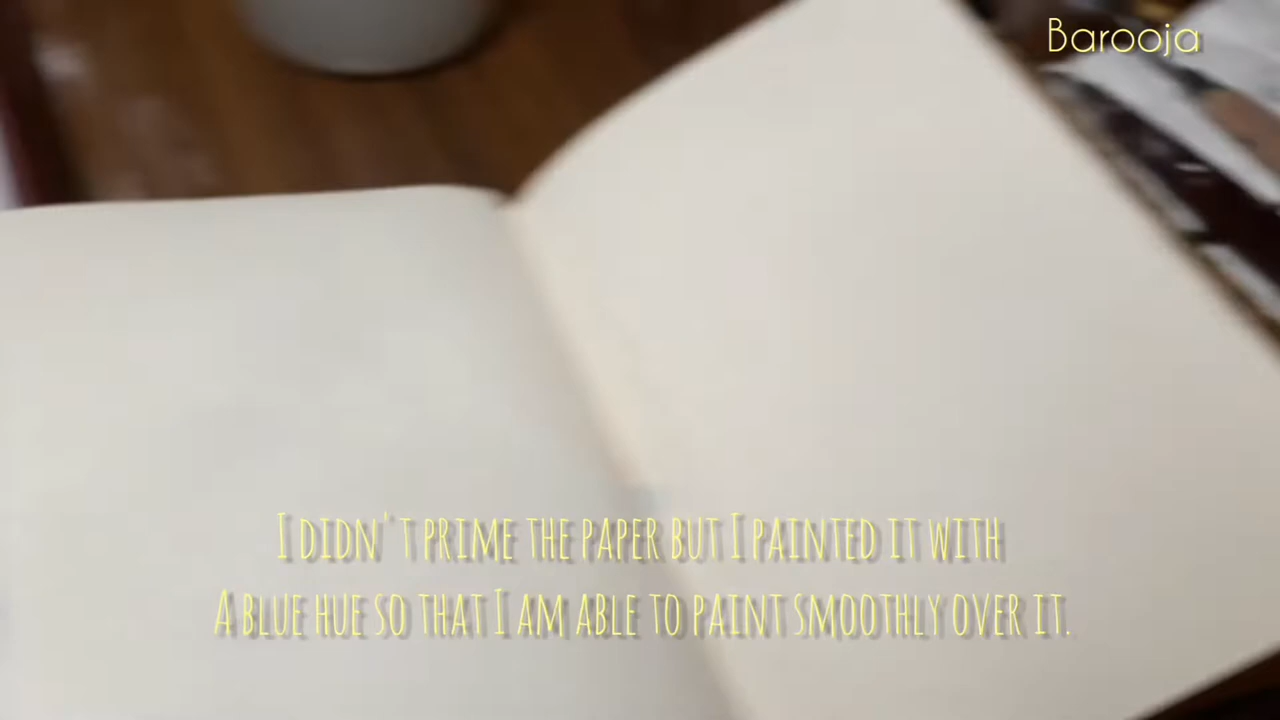 Barooja
I DIDN'T PRIME THE PAPER BUT I PAINTED IT WITH
A BLUE HUE SO THAT I AM ABLE TO PAINT SMOOTHLY OVER IT.